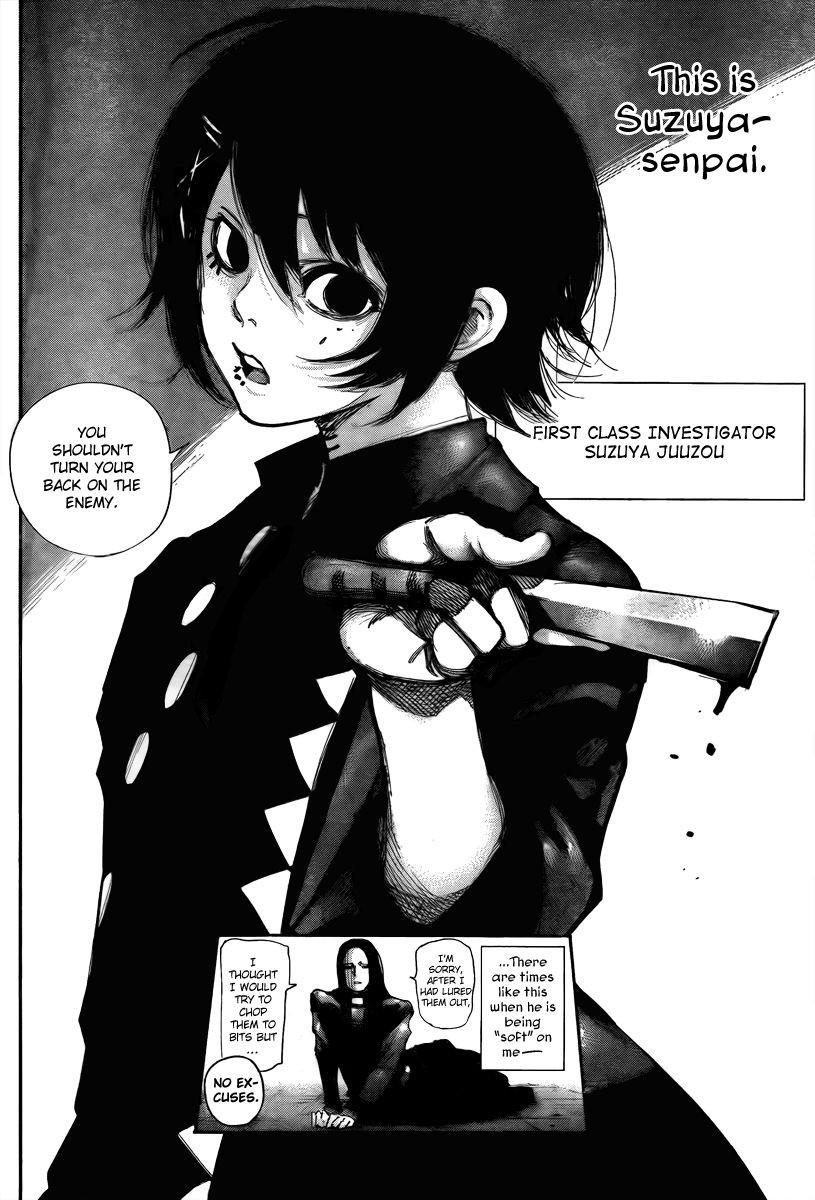 This is
Suzuya-
senpai.
FIRST CLASS INVESTIGATOR
SUZUYA JUUZOU
YOU
SHOULDN'T
TURN YOUR
BACK ON THE
ENEMY.
...There
are times
like this
when he is
being
"soft" on
me—
I'M
SORRY,
AFTER I
HAD LURED
THEM OUT,
I
THOUGHT
I WOULD
TRY TO
CHOP
THEM TO
BITS BUT
...
NO EX-
CUSES.